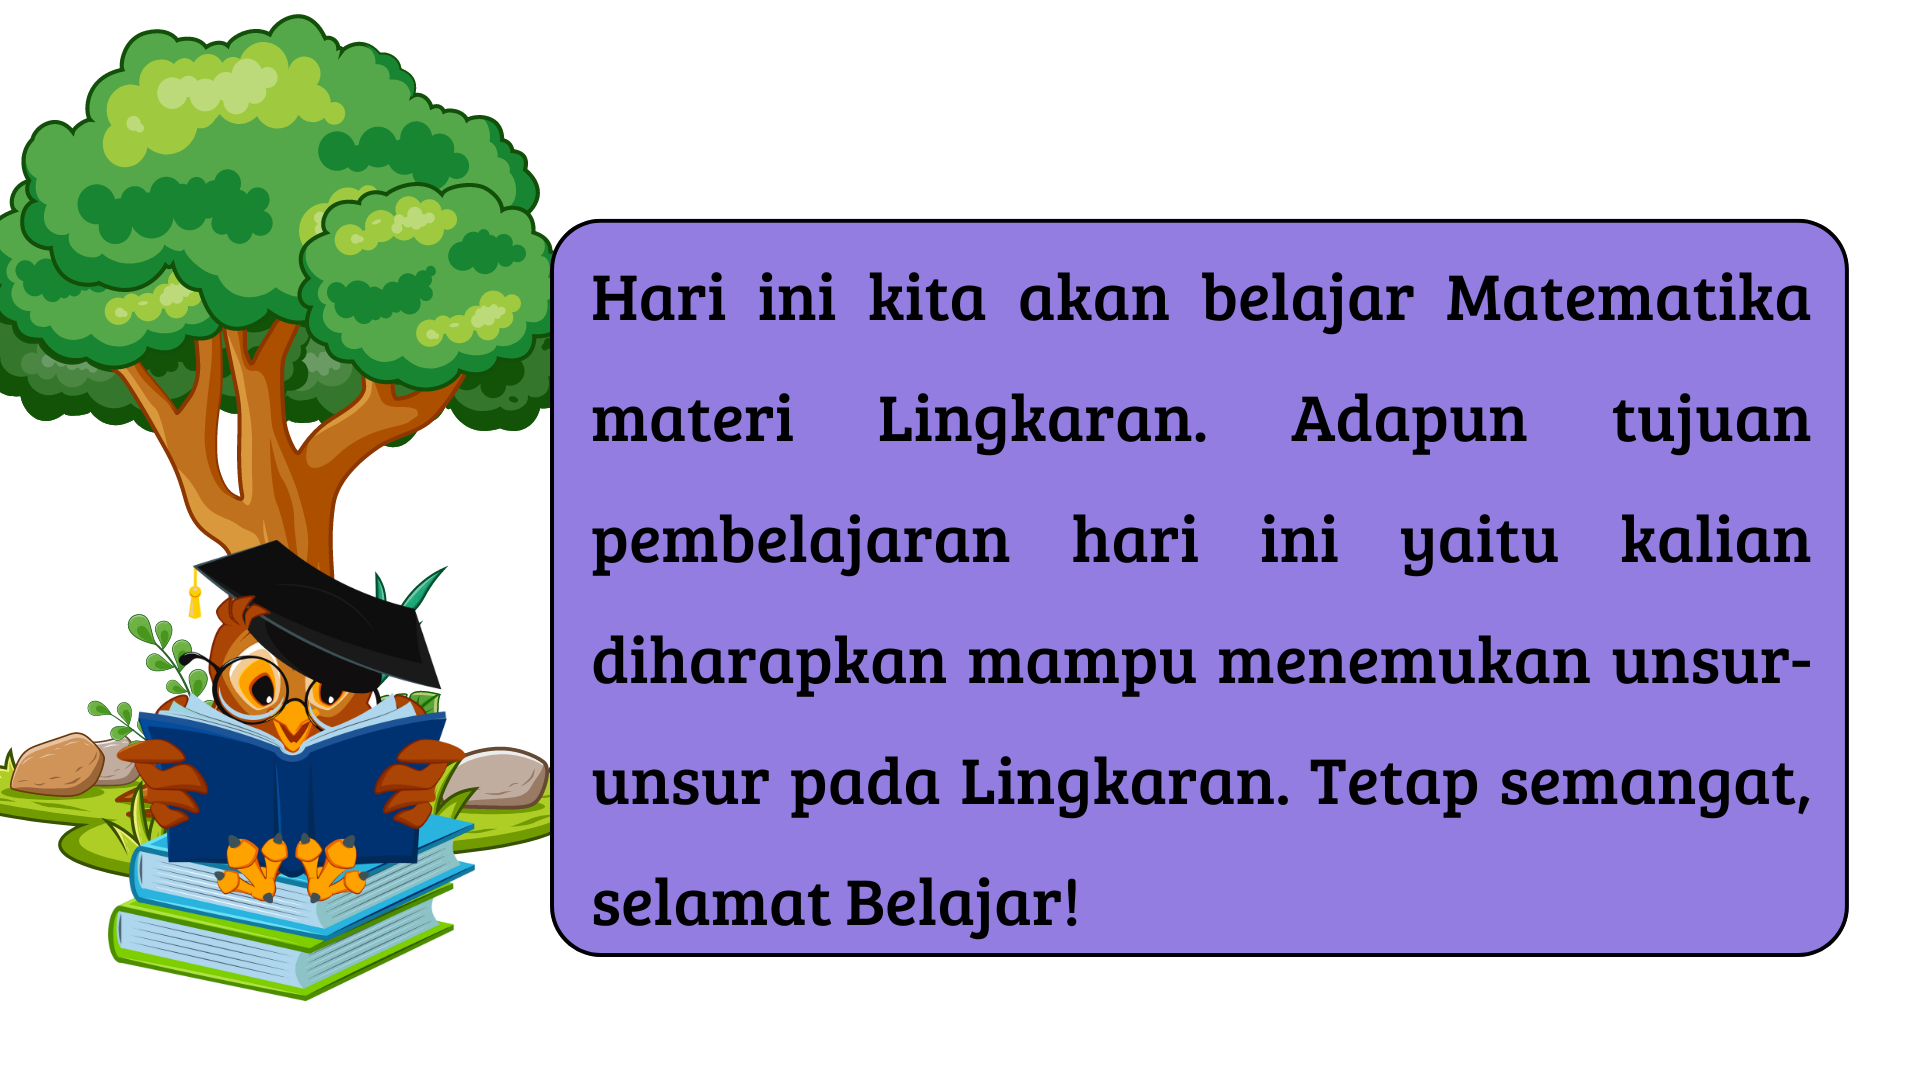 Hari ini kita akan belajar Matematika
materi Lingkaran. Adapun tujuan
pembelajaran hari ini yaitu kalian
diharapkan mampu menemukan unsur-
unsur pada Lingkaran. Tetap semangat,
selamat Belajar!